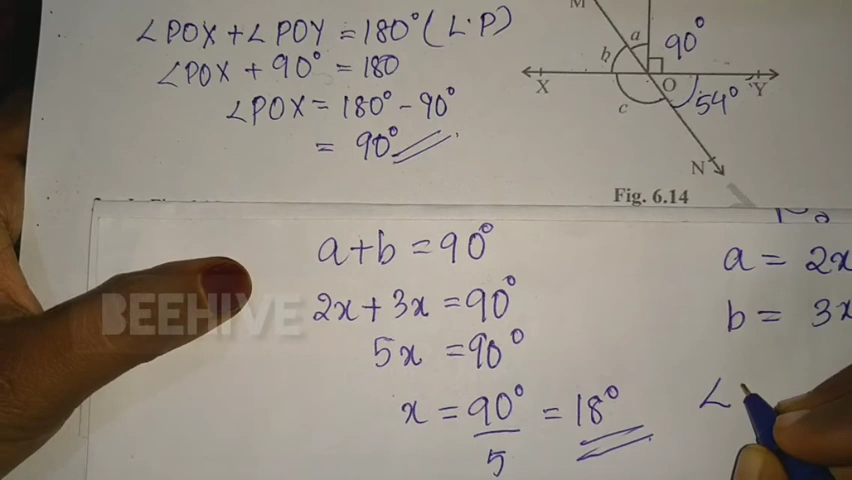 ∠POX + ∠POY = 180° (L.P)
∠POX + 90° = 180
∠POX = 180° - 90°
= 90°
M
a
90°
b
X
O
Y
c
54°
N
Fig. 6.14
a + b = 90°
2x + 3x = 90°
5x = 90°
x = 90°/5 = 18°
a = 2x
b = 3x
∠
BEEHIVE